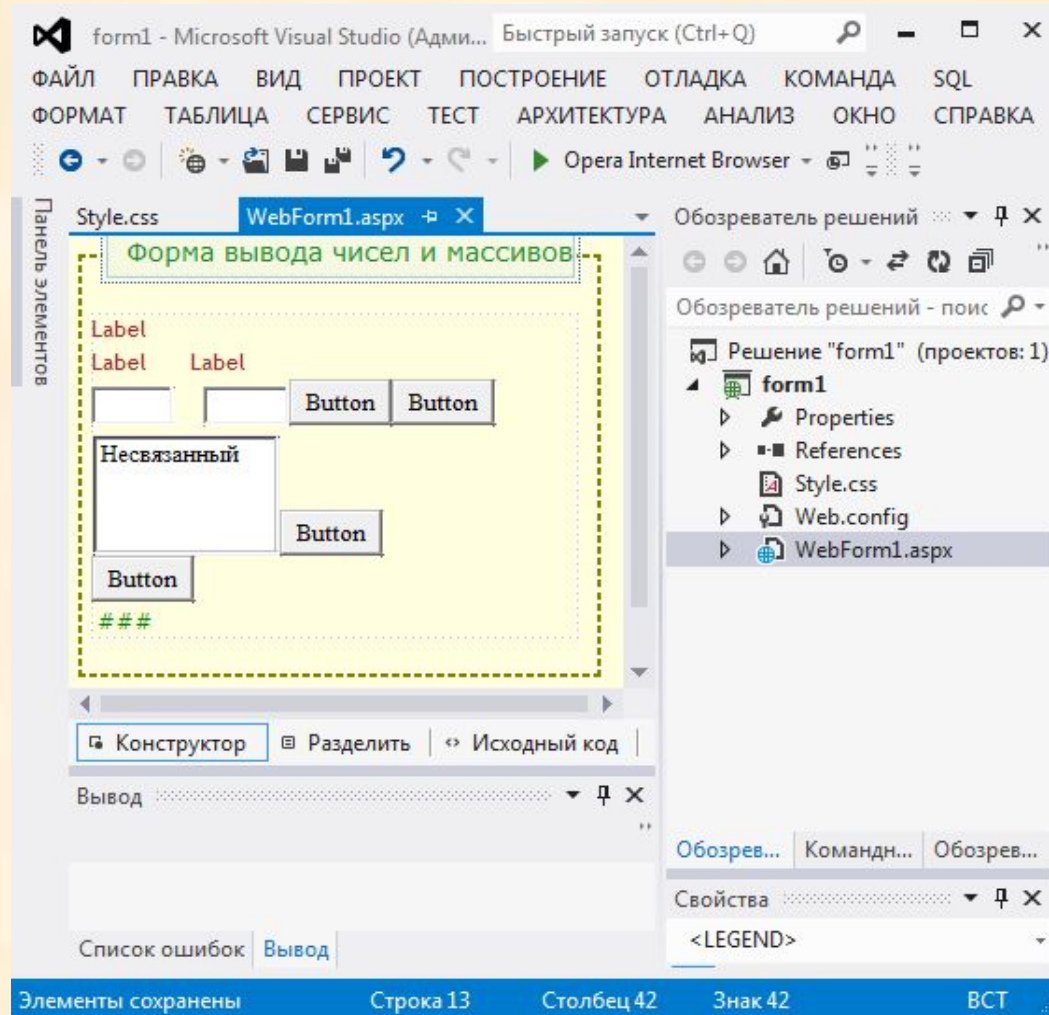 form1 - Microsoft Visual Studio (Адми... Быстрый запуск (Ctrl+Q)
ФАЙЛ ПРАВКА ВИД ПРОЕКТ ПОСТРОЕНИЕ ОТЛАДКА КОМАНДА SQL
ФОРМАТ ТАБЛИЦА СЕРВИС ТЕСТ АРХИТЕКТУРА АНАЛИЗ ОКНО СПРАВКА
Opera Internet Browser
Панель элементов
Style.css WebForm1.aspx
Форма вывода чисел и массивов
Label
Label Label
Button Button
Несвязанный
Button
Button
###
Конструктор Разделить Исходный код
Вывод
Список ошибок Вывод
Обозреватель решений
Обозреватель решений - поис
Решение "form1" (проектов: 1)
form1
Properties
References
Style.css
Web.config
WebForm1.aspx
Обозрев... Командн... Обозрев...
Свойства
<LEGEND>
Элементы сохранены Строка 13 Столбец 42 Знак 42 ВСТ